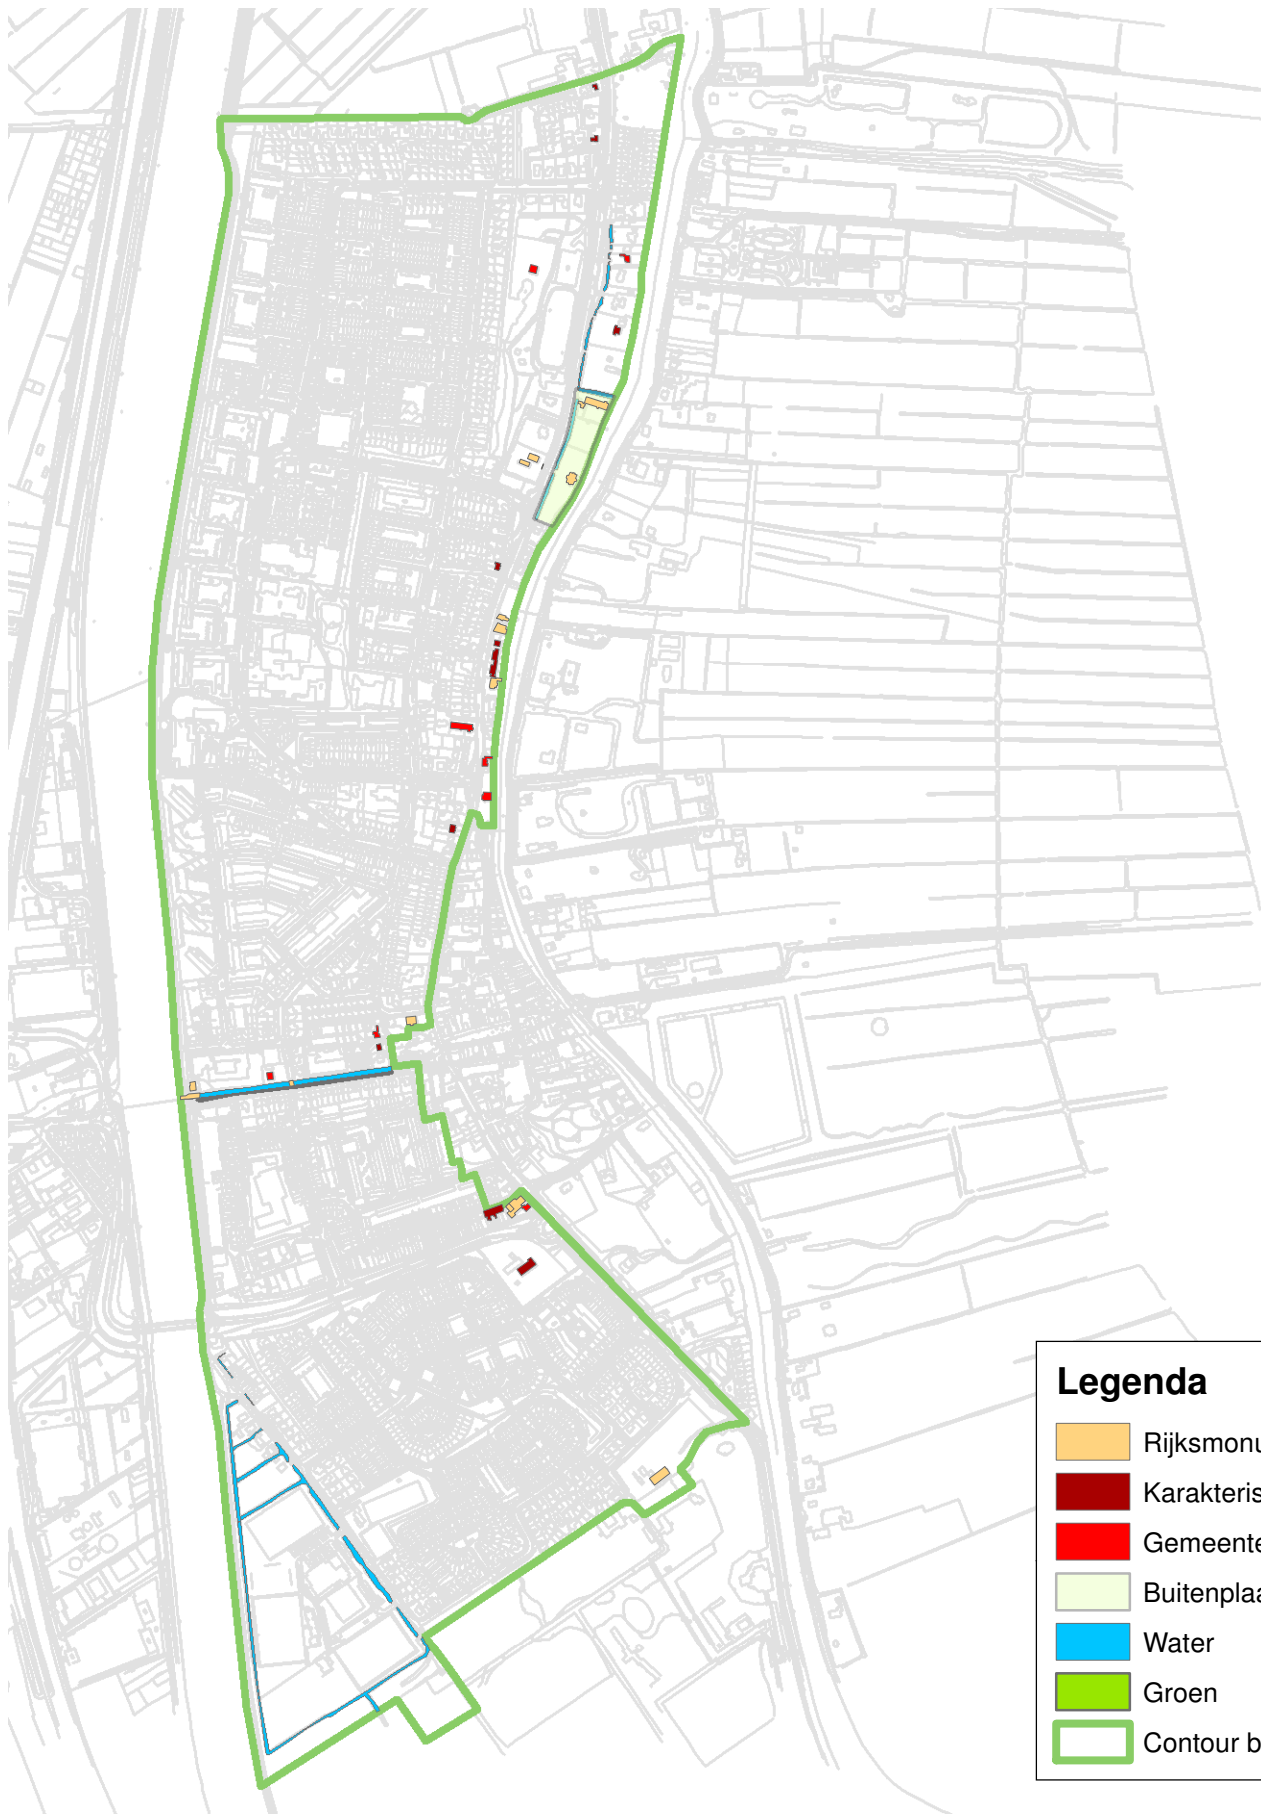 Legenda
Rijksmonu
Karakteris
Gemeente
Buitenplaa
Water
Groen
Contour b